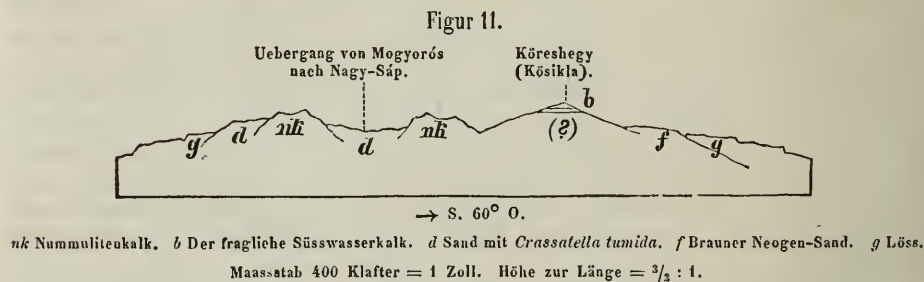 Figur 11.
Uebergang von Mogyorós
nach Nagy-Sáp.
Köreshegy
(Kösikla).
b
g d nk d nk (?) f g
→ S. 60° O.
nk Nummulitenkalk. b Der fragliche Süsswasserkalk. d Sand mit Crassatella tumida. f Brauner Neogen-Sand. g Löss.
Maassstab 400 Klafter = 1 Zoll. Höhe zur Länge = 3/2 : 1.